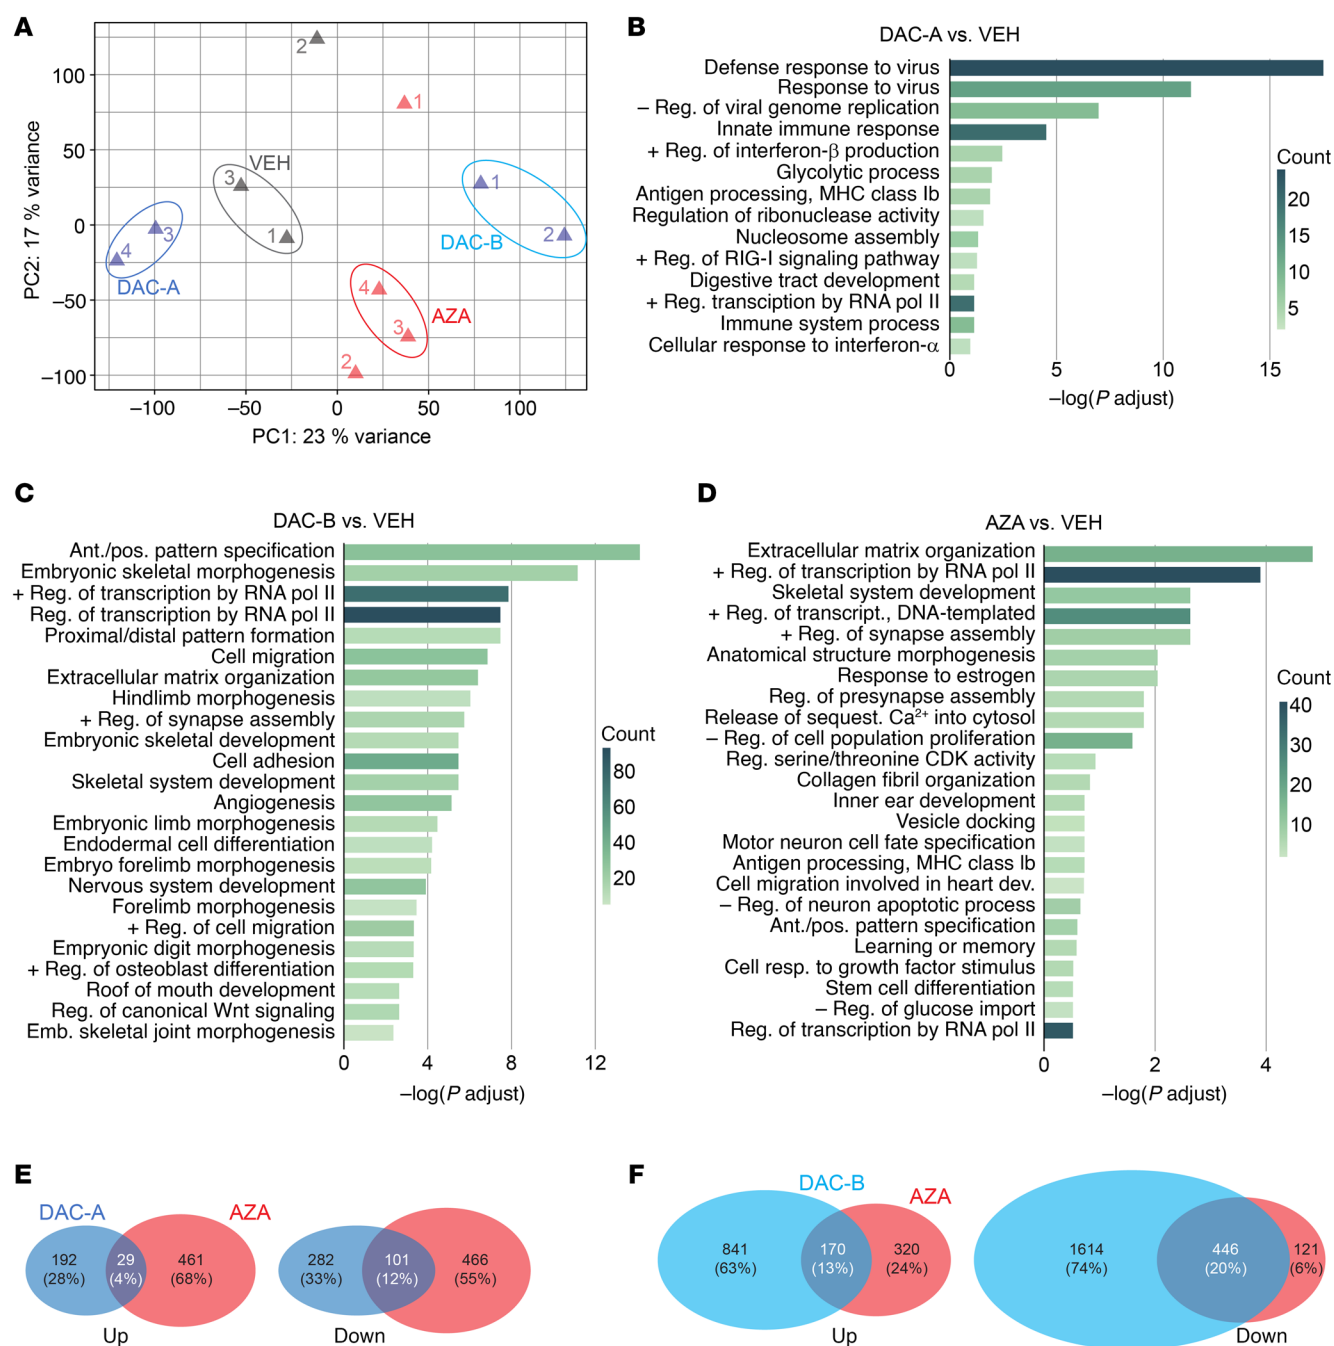 A
PC2: 17 % variance
100
50
0
−50
−100
−100
−50
0
50
100
PC1: 23 % variance
2
1
VEH
3
1
1
2
DAC-B
3
4
DAC-A
4
3
AZA
2
B
DAC-A vs. VEH
Defense response to virus
Response to virus
– Reg. of viral genome replication
Innate immune response
+ Reg. of interferon-β production
Glycolytic process
Antigen processing, MHC class Ib
Regulation of ribonuclease activity
Nucleosome assembly
+ Reg. of RIG-I signaling pathway
Digestive tract development
+ Reg. transciption by RNA pol II
Immune system process
Cellular response to interferon-α
0
5
10
15
–log(P adjust)
Count
20
15
10
5
C
DAC-B vs. VEH
Ant./pos. pattern specification
Embryonic skeletal morphogenesis
+ Reg. of transcription by RNA pol II
Reg. of transcription by RNA pol II
Proximal/distal pattern formation
Cell migration
Extracellular matrix organization
Hindlimb morphogenesis
+ Reg. of synapse assembly
Embryonic skeletal development
Cell adhesion
Skeletal system development
Angiogenesis
Embryonic limb morphogenesis
Endodermal cell differentiation
Embryo forelimb morphogenesis
Nervous system development
Forelimb morphogenesis
+ Reg. of cell migration
Empryonic digit morphogenesis
+ Reg. of osteoblast differentiation
Roof of mouth development
Reg. of canonical Wnt signaling
Emb. skeletal joint morphogenesis
0
4
8
12
–log(P adjust)
Count
80
60
40
20
D
AZA vs. VEH
Extracellular matrix organization
+ Reg. of transcription by RNA pol II
Skeletal system development
+ Reg. of transcript., DNA-templated
+ Reg. of synapse assembly
Anatomical structure morphogenesis
Response to estrogen
Reg. of presynapse assembly
Release of sequest. Ca²⁺ into cytosol
– Reg. of cell population proliferation
Reg. serine/threonine CDK activity
Collagen fibril organization
Inner ear development
Vesicle docking
Motor neuron cell fate specification
Antigen processing, MHC class Ib
Cell migration involved in heart dev.
– Reg. of neuron apoptotic process
Ant./pos. pattern specification
Learning or memory
Cell resp. to growth factor stimulus
Stem cell differentiation
– Reg. of glucose import
Reg. of transcription by RNA pol II
0
2
4
–log(P adjust)
Count
40
30
20
10
E
DAC-A
AZA
192
(28%)
29
(4%)
461
(68%)
Up
282
(33%)
101
(12%)
466
(55%)
Down
F
DAC-B
AZA
841
(63%)
170
(13%)
320
(24%)
Up
1614
(74%)
446
(20%)
121
(6%)
Down